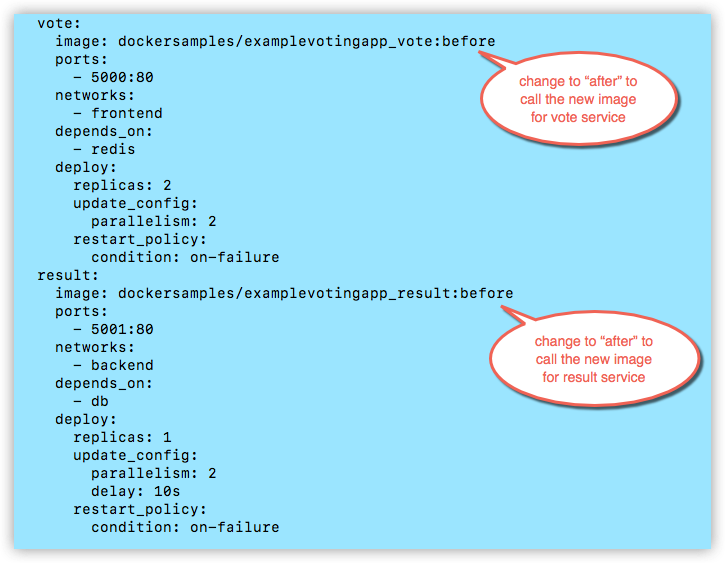 vote:
image: dockersamples/examplevotingapp_vote:before
ports:
- 5000:80
networks:
- frontend
depends_on:
- redis
deploy:
replicas: 2
update_config:
parallelism: 2
restart_policy:
condition: on-failure
change to “after” to
call the new image
for vote service
result:
image: dockersamples/examplevotingapp_result:before
ports:
- 5001:80
networks:
- backend
depends_on:
- db
deploy:
replicas: 1
update_config:
parallelism: 2
delay: 10s
restart_policy:
condition: on-failure
change to “after” to
call the new image
for result service